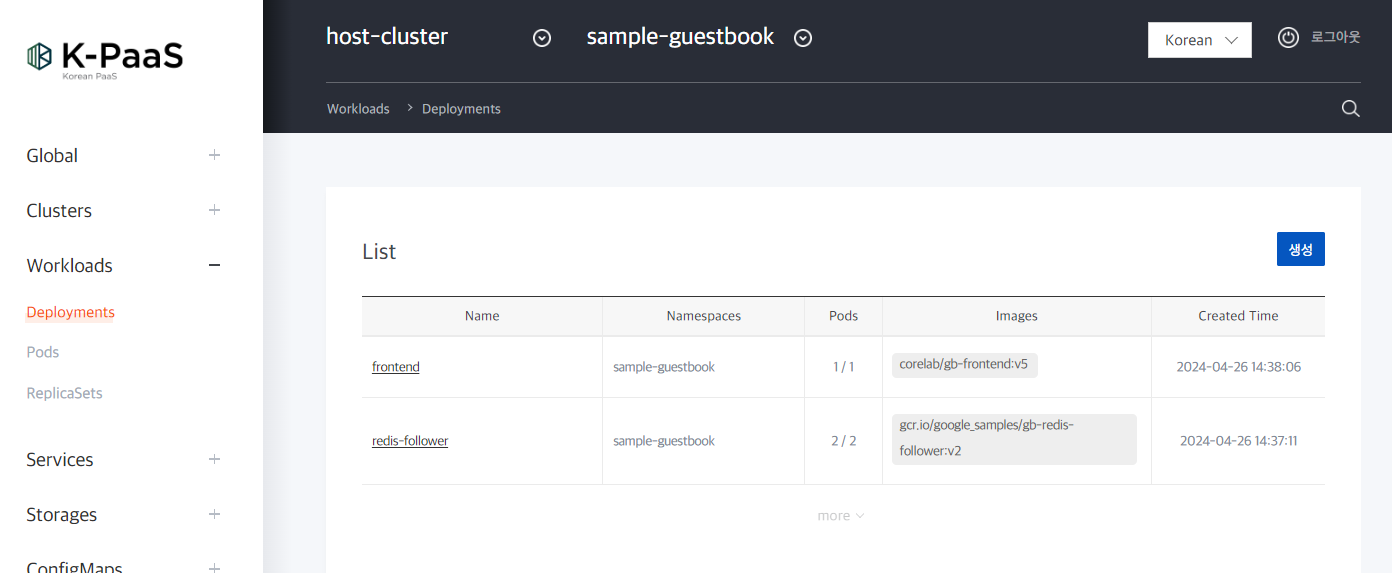 K-PaaS
Korean PaaS
host-cluster
sample-guestbook
Korean
로그아웃
Workloads > Deployments
Global
Clusters
Workloads
Deployments
Pods
ReplicaSets
Services
Storages
ConfigMaps
List
생성
Name Namespaces Pods Images Created Time
frontend sample-guestbook 1 / 1 corelab/gb-frontend:v5 2024-04-26 14:38:06
redis-follower sample-guestbook 2 / 2 gcr.io/google_samples/gb-redis-
follower:v2 2024-04-26 14:37:11
more